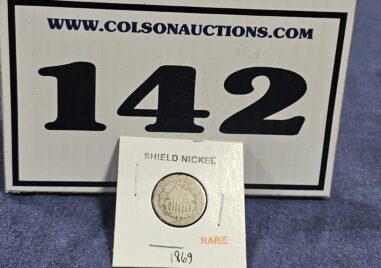 WWW.COLSONAUCTIONS.COM
142
SHIELD NICKEL
RARE
1869